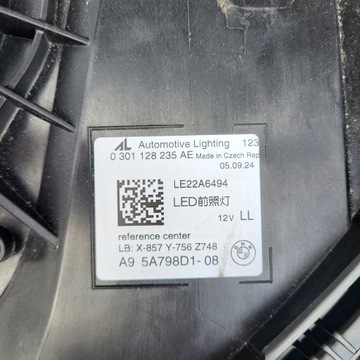 AL Automotive Lighting 123
0 301 128 235 AE Made in Czech Rep
05.09.24
LE22A6494
LED前照灯
12V LL
reference center
LB: X-857 Y-756 Z748
A9 5A798D1-08